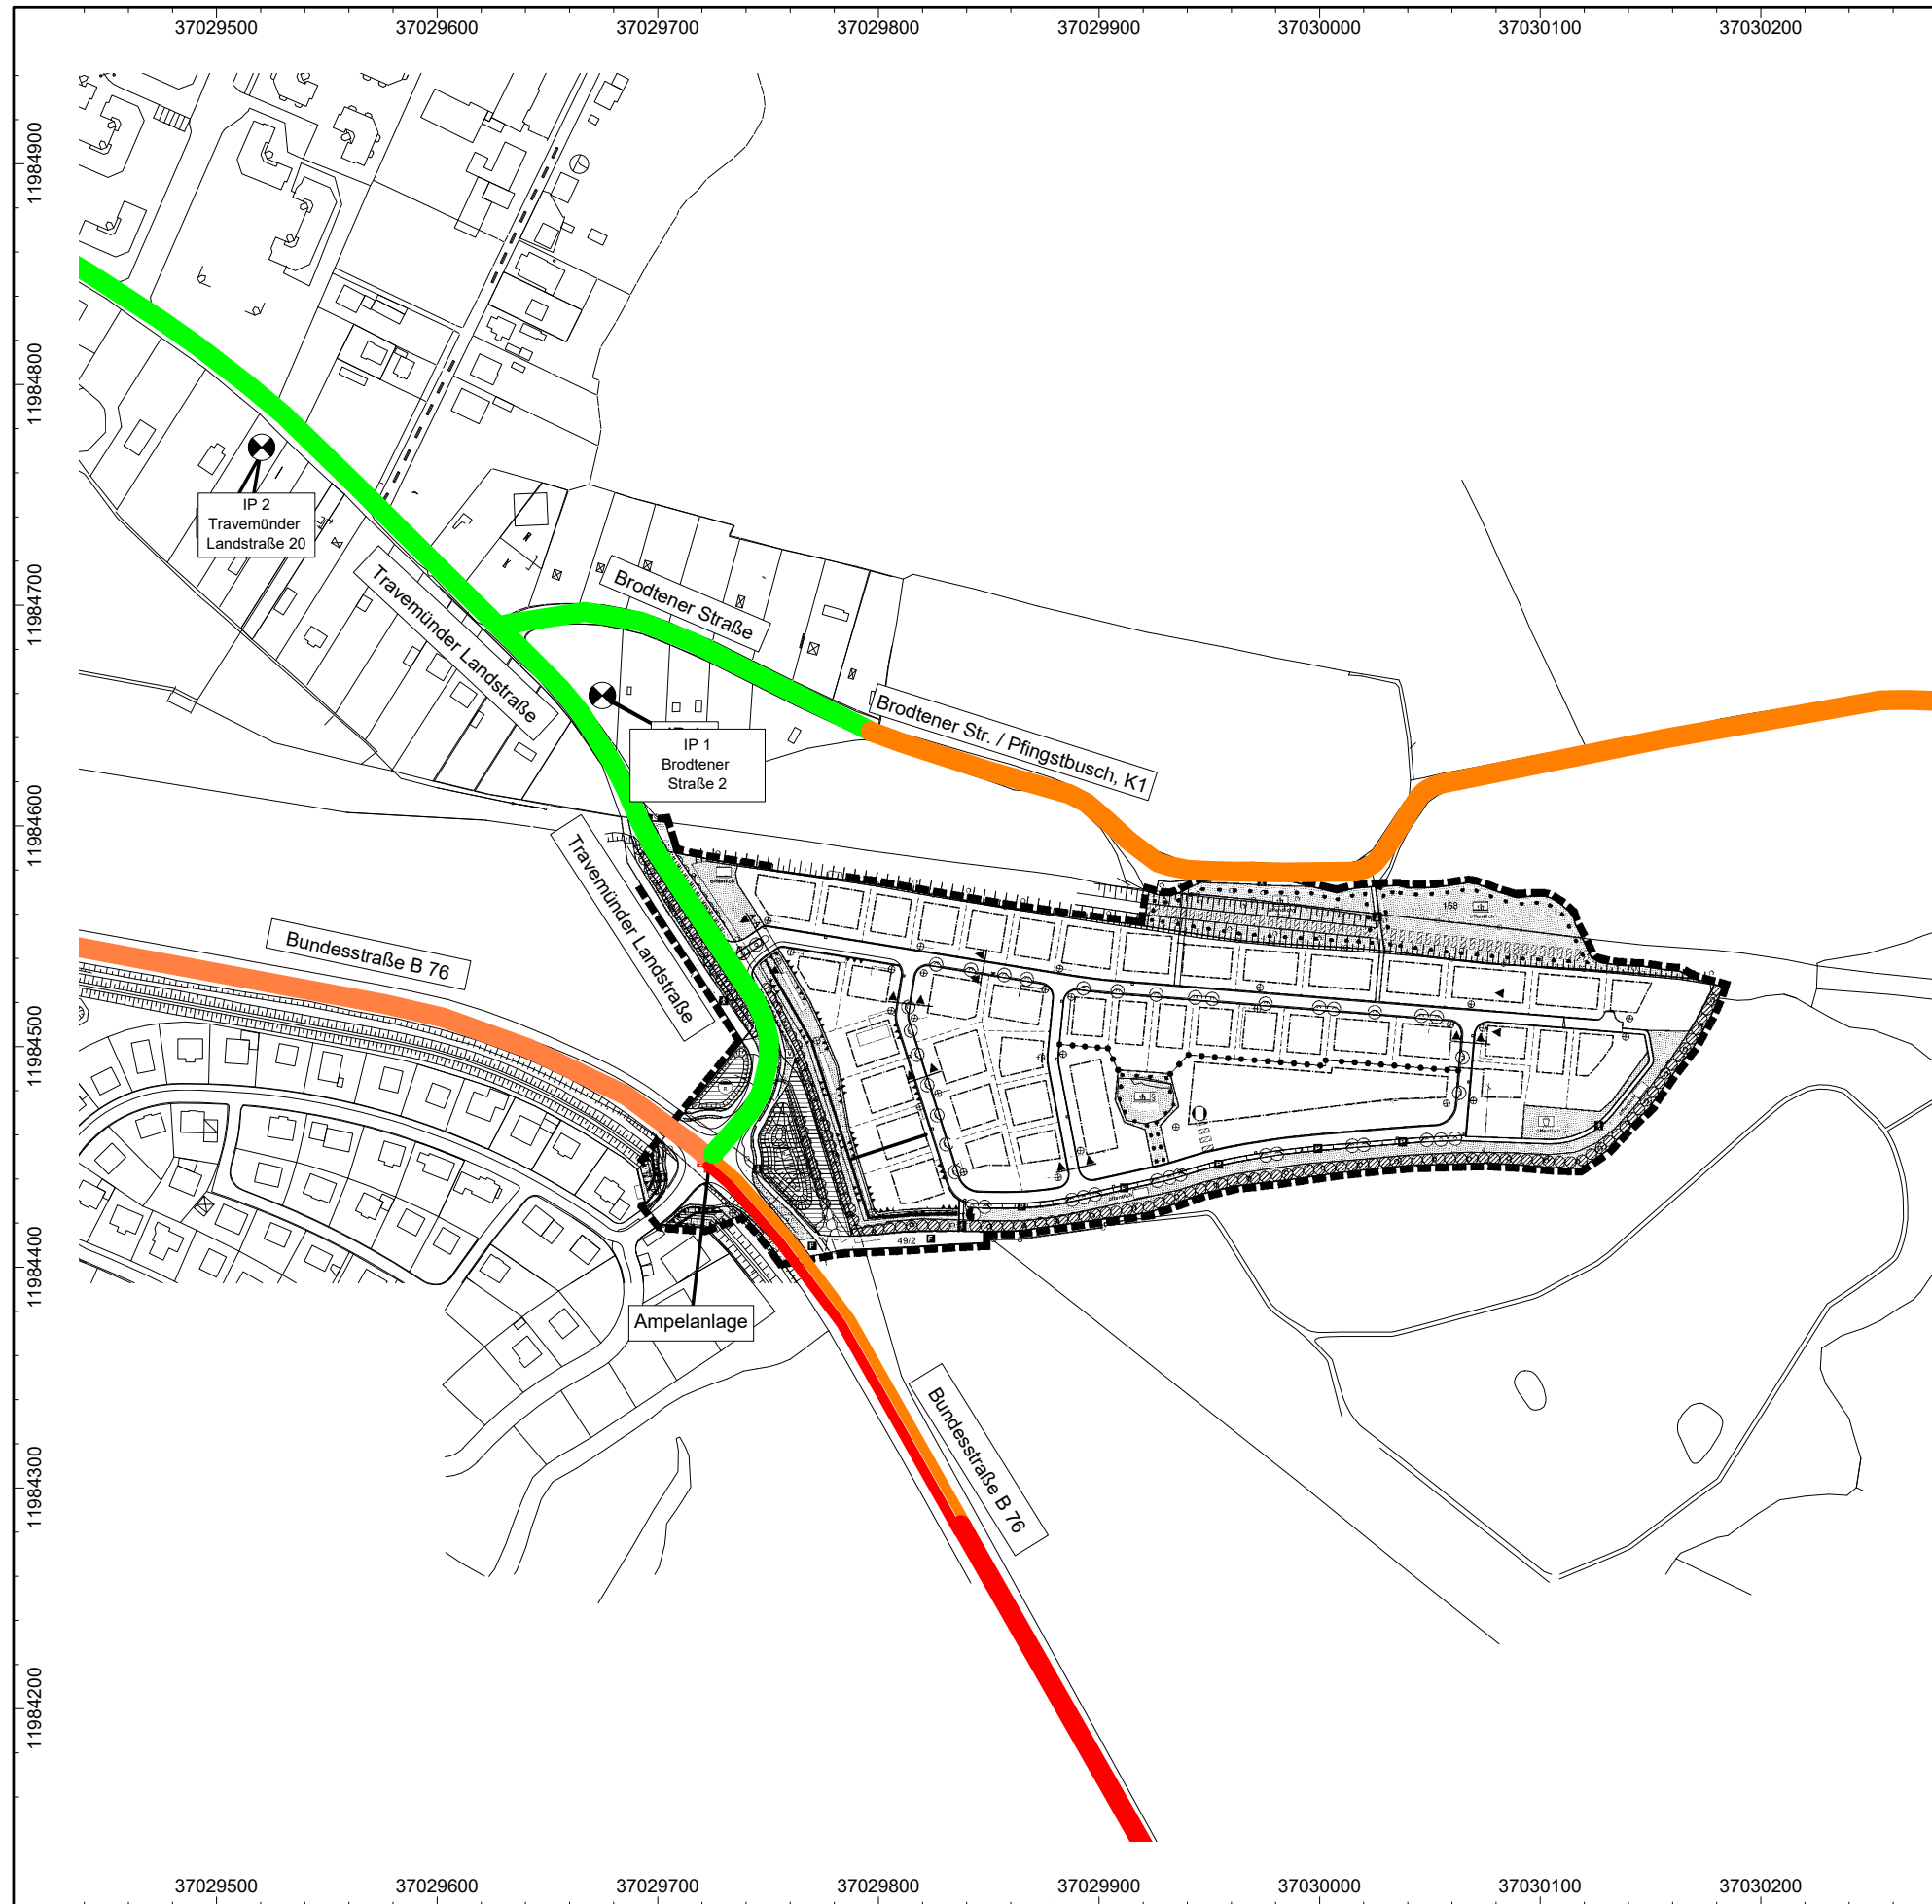 37029500 37029600 37029700 37029800 37029900 37030000 37030100 37030200
11984900
11984800
11984700
11984600
11984500
11984400
11984300
11984200
IP 2
Travemünder
Landstraße 20
Travemünder Landstraße
Brodtener Straße
Brodtener Str. / Pfingstbusch, K1
IP 1
Brodtener
Straße 2
Travemünder Landstraße
Bundesstraße B 76
158
49/2
Ampelanlage
Bundesstraße B 76
37029500 37029600 37029700 37029800 37029900 37030000 37030100 37030200